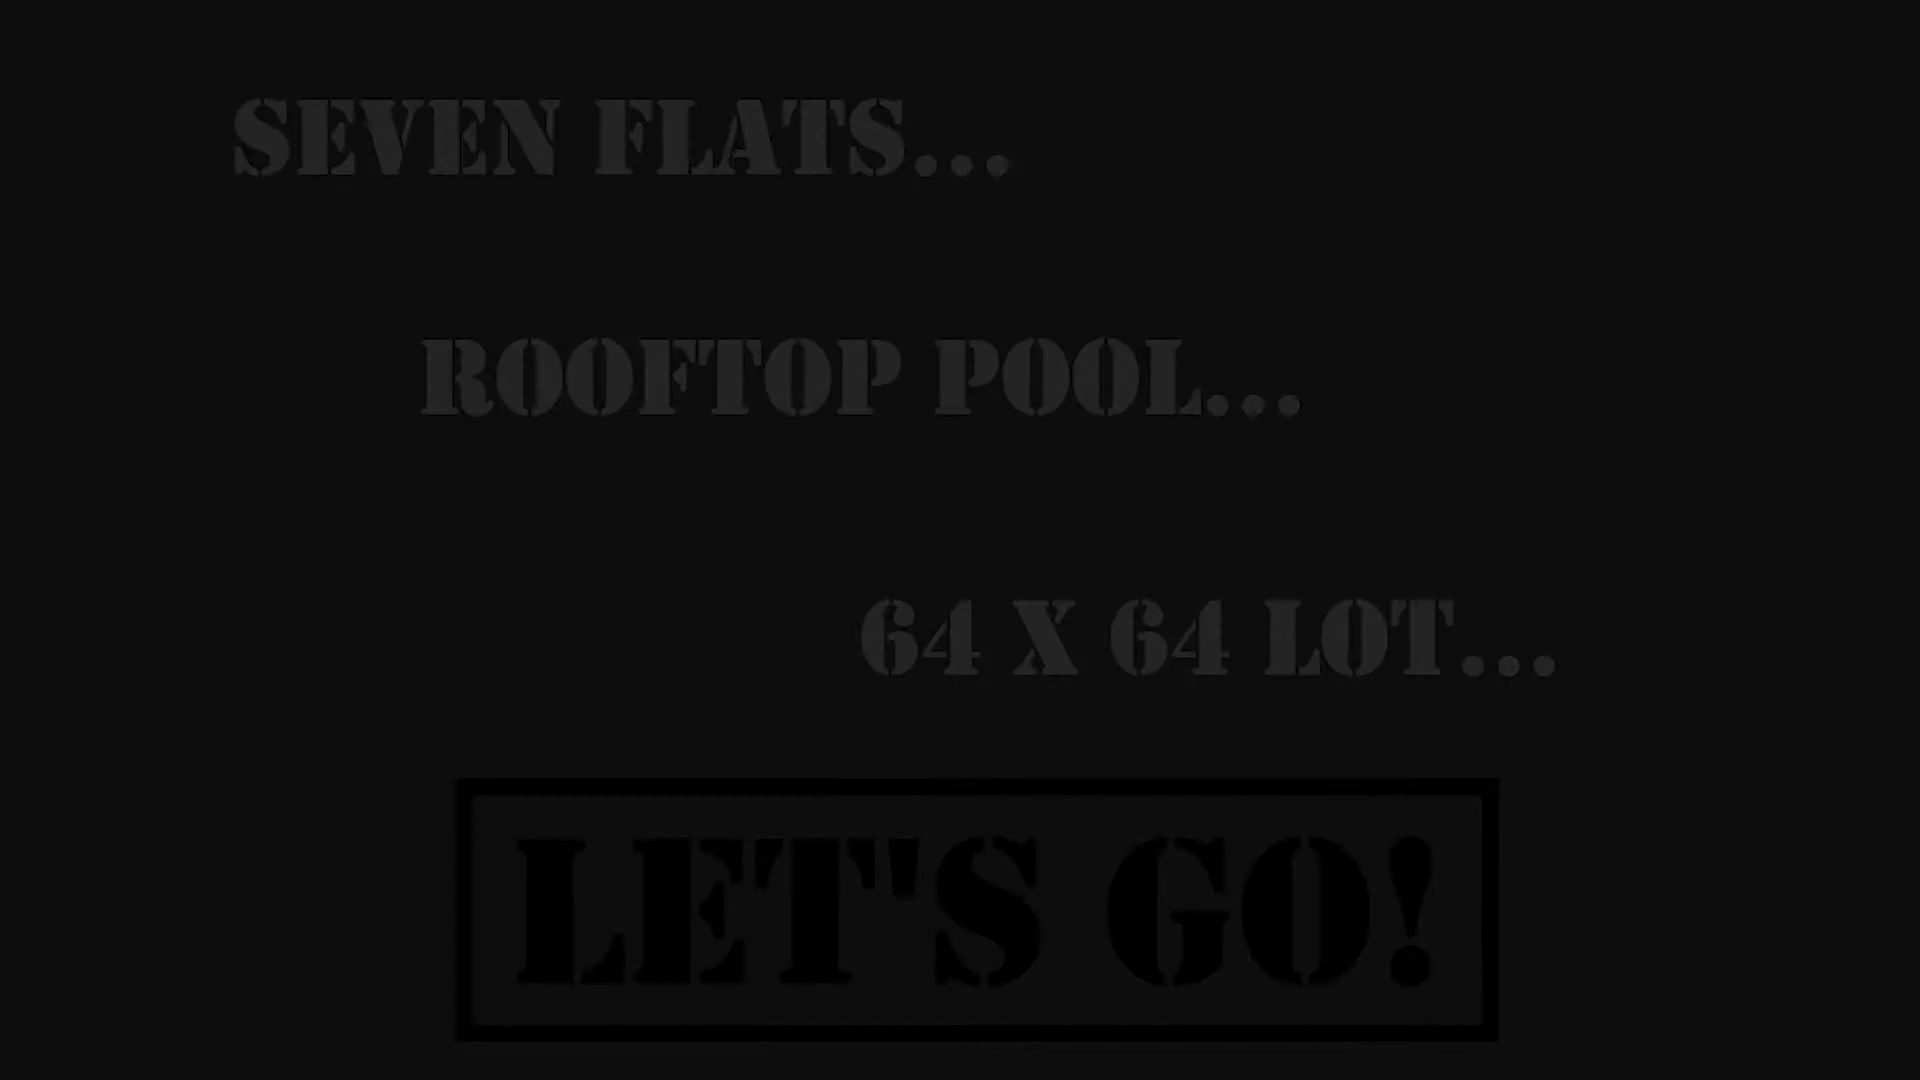 SEVEN FLATS...
ROOFTOP POOL...
64 X 64 LOT...
LET'S GO!